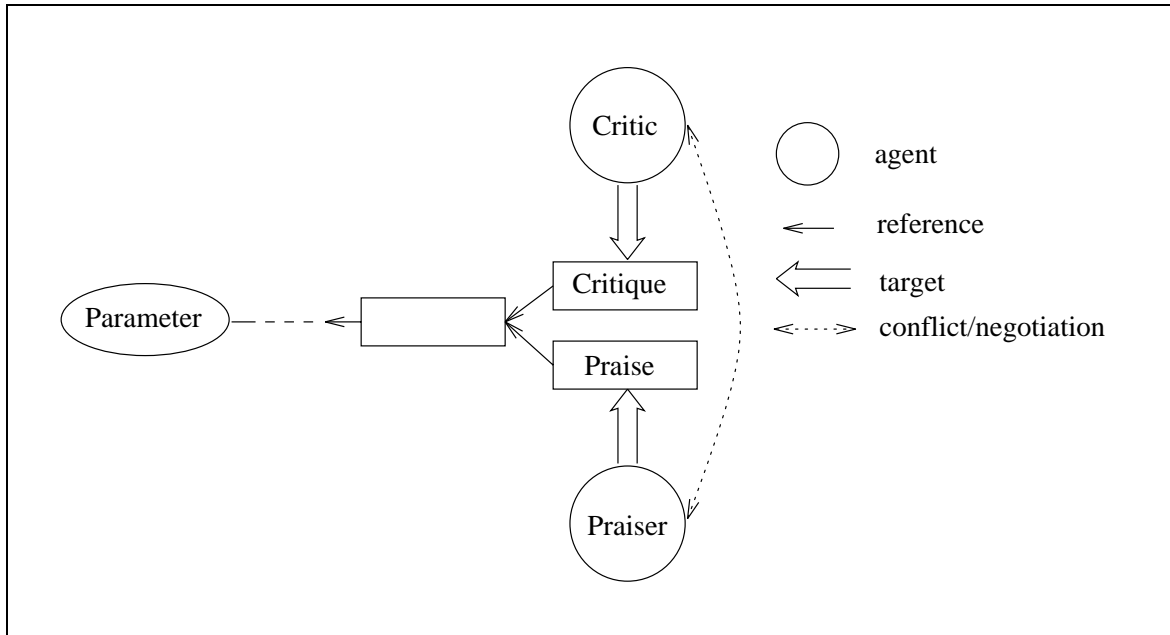 Critic
agent
reference
Critique
target
Parameter
conflict/negotiation
Praise
Praiser